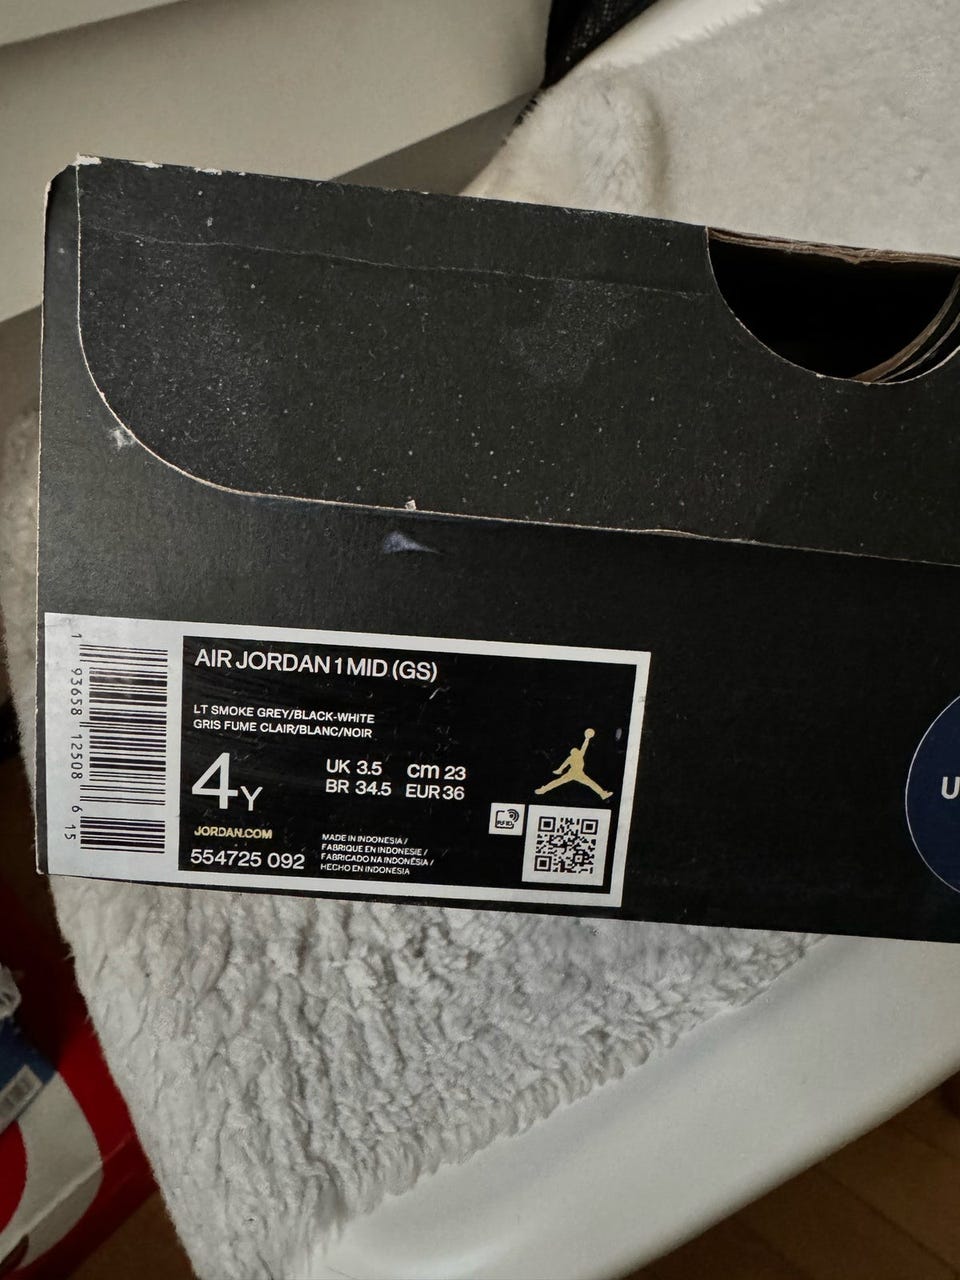 AIR JORDAN 1 MID (GS)
LT SMOKE GREY/BLACK-WHITE
GRIS FUME CLAIR/BLANC/NOIR
4Y
UK 3.5 cm 23
BR 34.5 EUR 36
JORDAN.COM
554725 092
MADE IN INDONESIA /
FABRIQUE EN INDONESIE /
FABRICADO NA INDONÉSIA /
HECHO EN INDONESIA
1 93658 12508 6 15
U